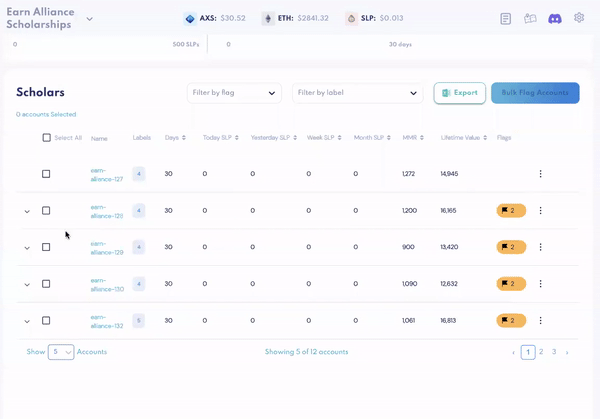 Earn Alliance
Scholarships
AXS: $30.52
ETH: $2841.32
SLP: $0.013
0
500 SLPs
0
30 days
Scholars
Filter by flag
Filter by label
Export
Bulk Flag Accounts
0 accounts Selected
Select All
Name
Labels
Days
Today SLP
Yesterday SLP
Week SLP
Month SLP
MMR
Lifetime Value
Flags
earn-
alliance-127
4
30
0
0
0
0
1,272
14,945
earn-
alliance-128
4
30
0
0
0
0
1,200
16,165
2
earn-
alliance-129
4
30
0
0
0
0
900
13,420
2
earn-
alliance-130
4
30
0
0
0
0
1,090
12,632
2
earn-
alliance-132
5
30
0
0
0
0
1,061
16,813
2
Show 5 Accounts
Showing 5 of 12 accounts
‹ 1 2 3 ›